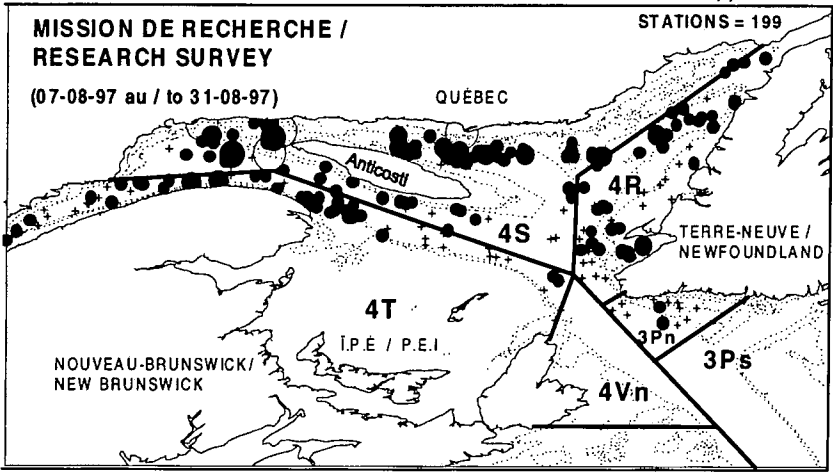 MISSION DE RECHERCHE /
RESEARCH SURVEY
(07-08-97 au / to 31-08-97)
STATIONS = 199
QUÉBEC
Anticosti
4R
4S
TERRE-NEUVE /
NEWFOUNDLAND
4T
Î.P.É / P.E.I
3Pn
3Ps
NOUVEAU-BRUNSWICK/
NEW BRUNSWICK
4Vn